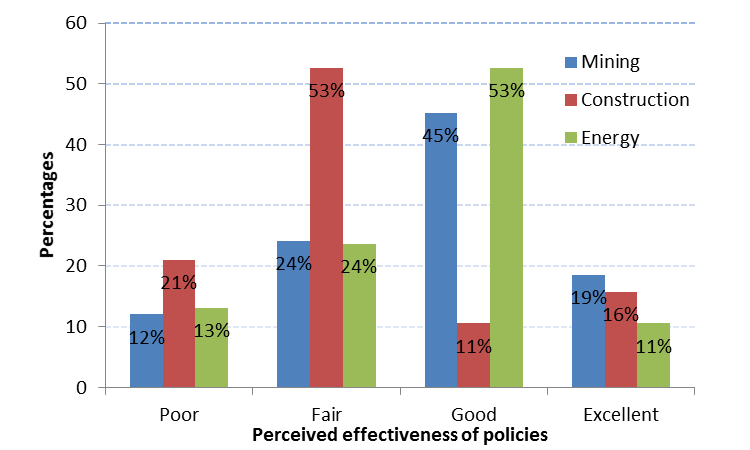 60
50
40
30
20
10
0
Percentages
Mining
Construction
Energy
12%
21%
13%
24%
53%
24%
45%
11%
53%
19%
16%
11%
Poor
Fair
Good
Excellent
Perceived effectiveness of policies